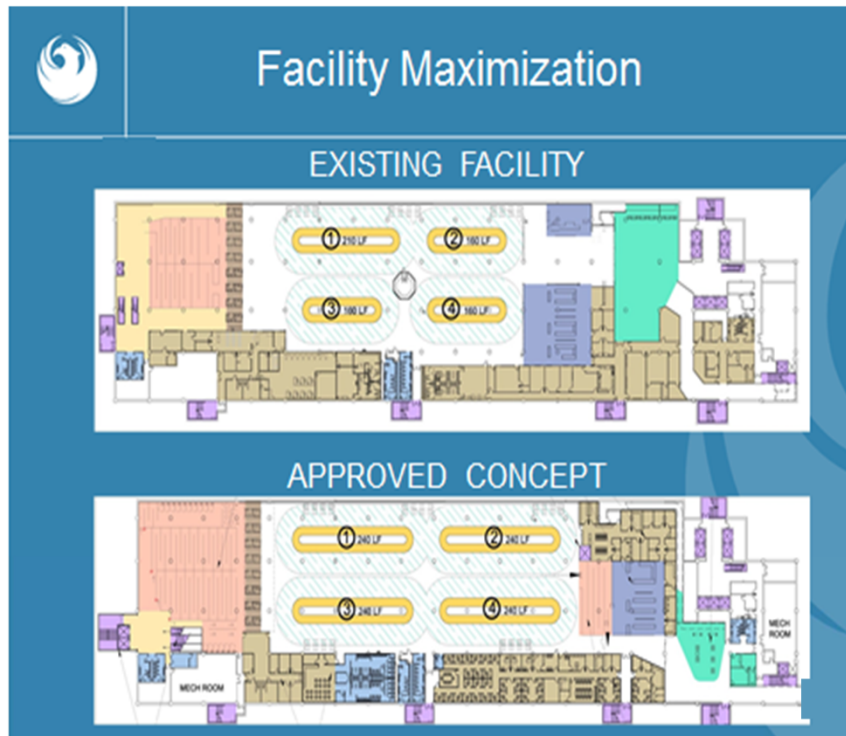 Facility Maximization
EXISTING FACILITY
① 210 LF
② 160 LF
③ 160 LF
④ 160 LF
APPROVED CONCEPT
① 240 LF
② 240 LF
③ 240 LF
④ 240 LF
MECH
ROOM
MECH ROOM